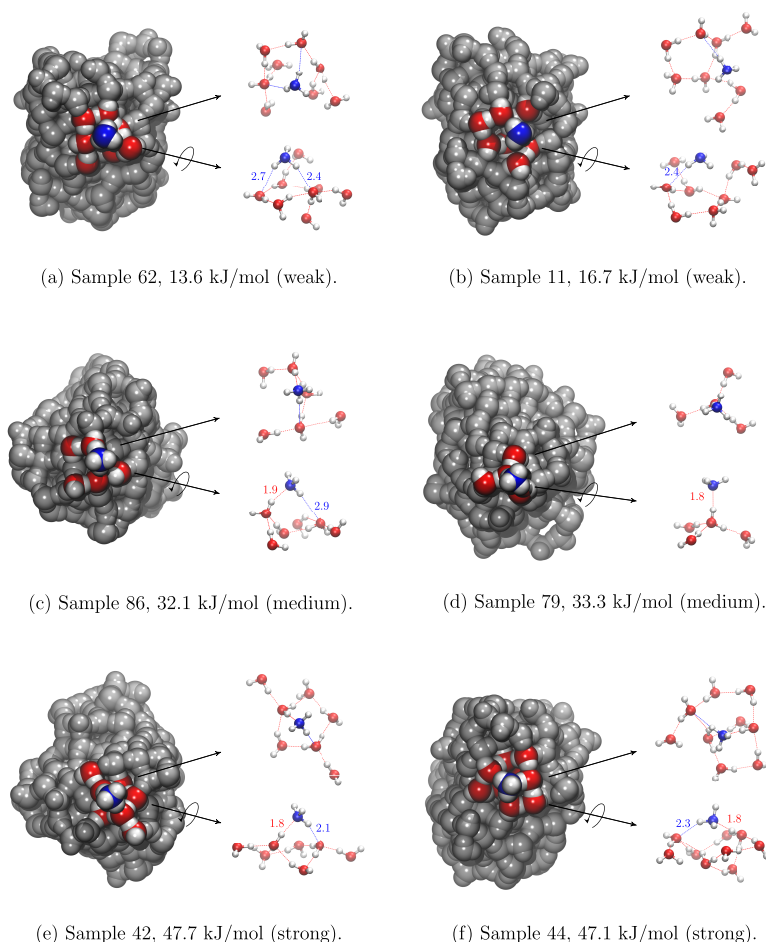 2.7
2.4
2.4
(a) Sample 62, 13.6 kJ/mol (weak).
(b) Sample 11, 16.7 kJ/mol (weak).
1.9
2.9
1.8
(c) Sample 86, 32.1 kJ/mol (medium).
(d) Sample 79, 33.3 kJ/mol (medium).
1.8
2.1
2.3
1.8
(e) Sample 42, 47.7 kJ/mol (strong).
(f) Sample 44, 47.1 kJ/mol (strong).